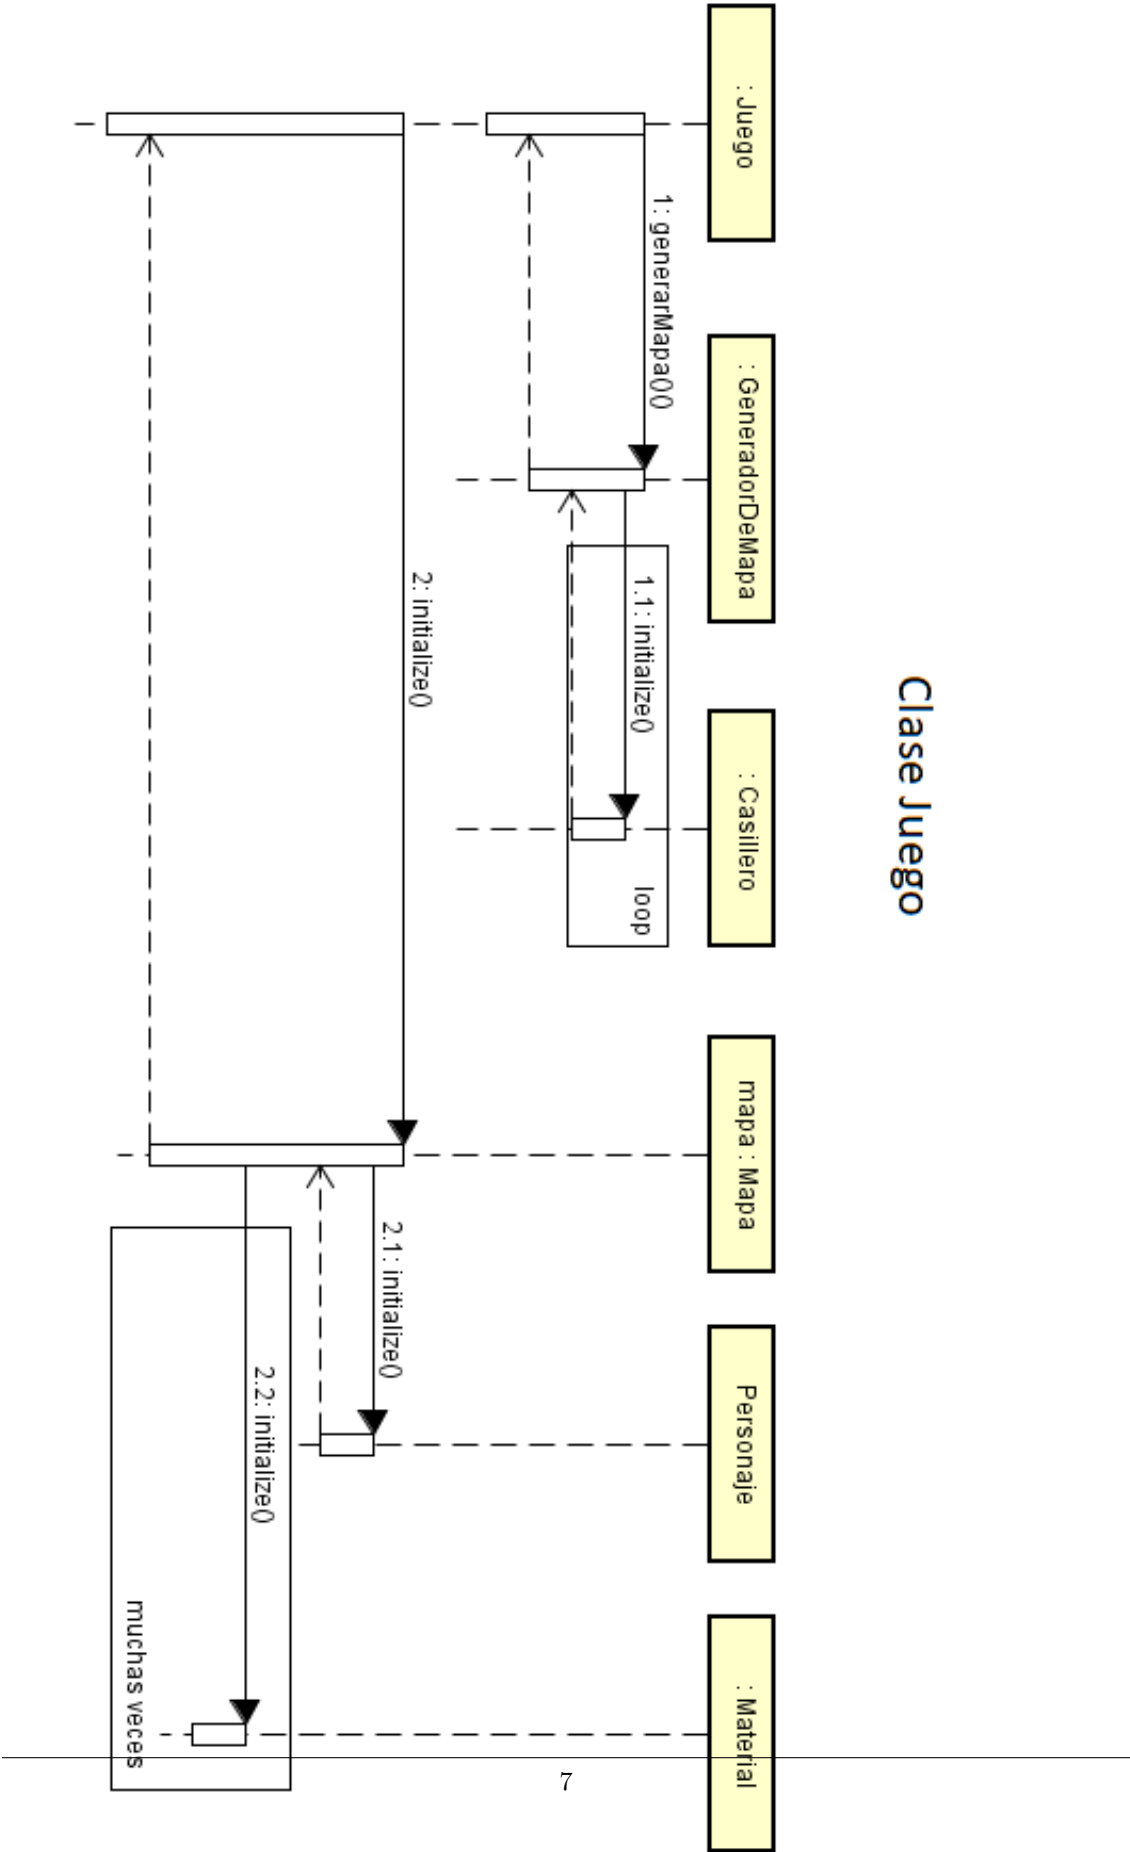 Clase Juego
: Juego
: GeneradorDeMapa
: Casillero
mapa : Mapa
Personaje
: Material
1: generarMapa()()
1.1: initialize()
loop
2: initialize()
2.1: initialize()
2.2: initialize()
muchas veces
7